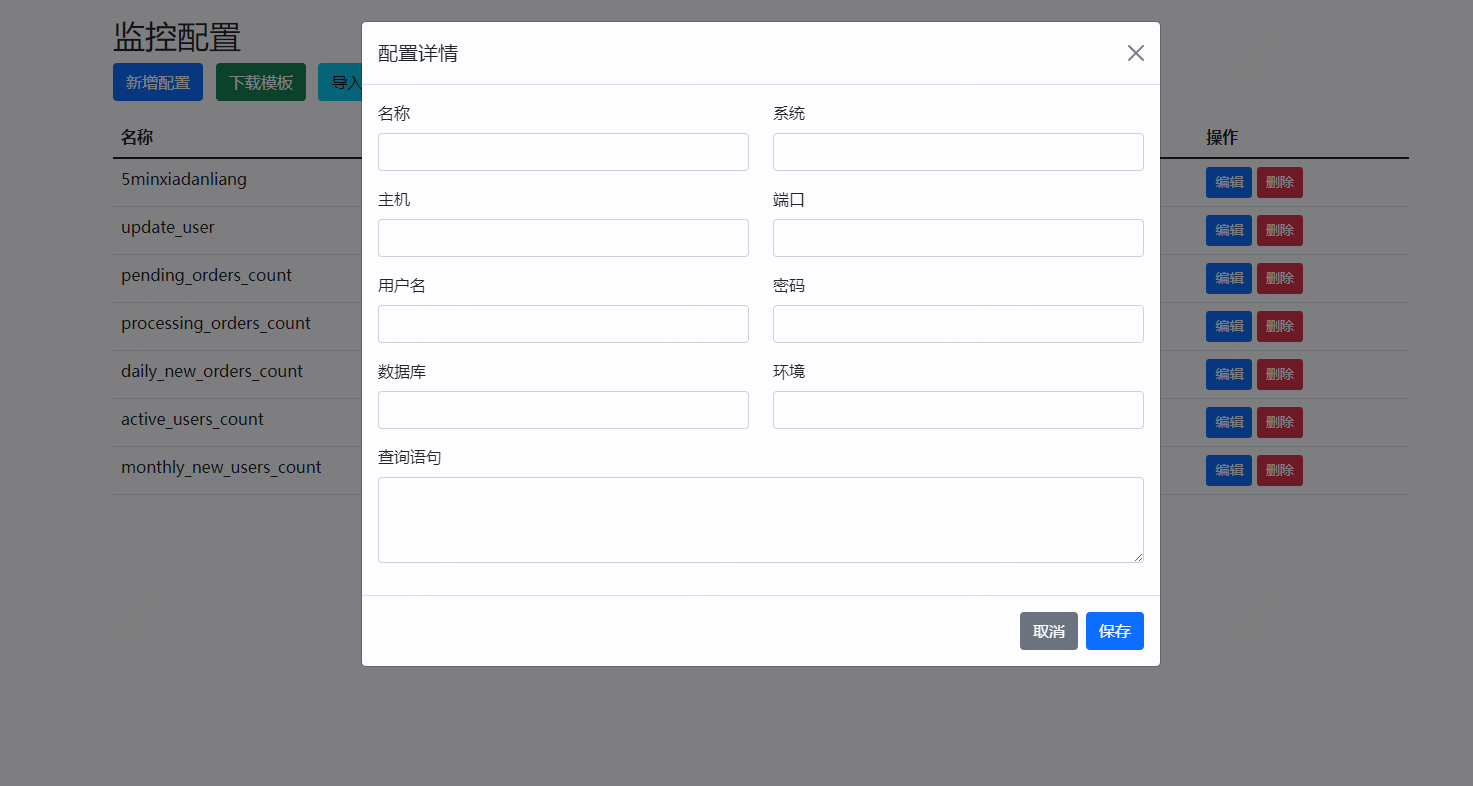 监控配置
新增配置 下载模板 导入
名称 操作
5minxiadanliang 编辑 删除
update_user 编辑 删除
pending_orders_count 编辑 删除
processing_orders_count 编辑 删除
daily_new_orders_count 编辑 删除
active_users_count 编辑 删除
monthly_new_users_count 编辑 删除
配置详情
名称 系统
主机 端口
用户名 密码
数据库 环境
查询语句
取消 保存